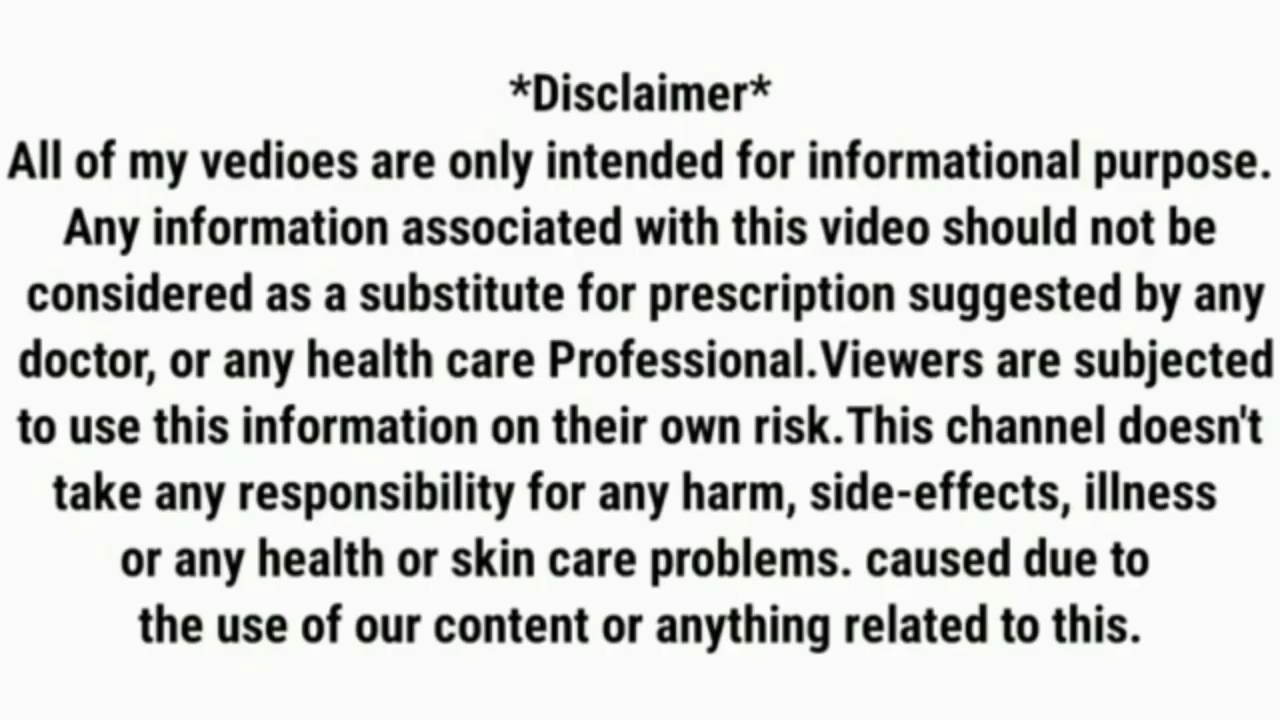 *Disclaimer*
All of my vedioes are only intended for informational purpose.
Any information associated with this video should not be
considered as a substitute for prescription suggested by any
doctor, or any health care Professional.Viewers are subjected
to use this information on their own risk.This channel doesn't
take any responsibility for any harm, side-effects, illness
or any health or skin care problems. caused due to
the use of our content or anything related to this.